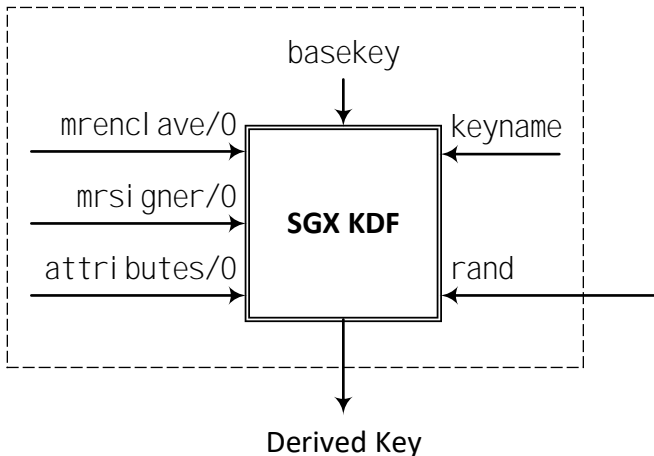 basekey
mrenclave/0 keyname
mrsigner/0 SGX KDF
attributes/0 rand
Derived Key